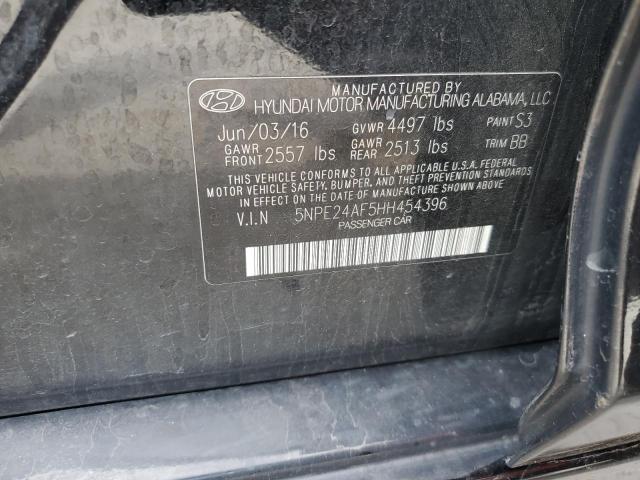 MANUFACTURED BY
HYUNDAI MOTOR MANUFACTURING ALABAMA, LLC
Jun/03/16 GVWR 4497 lbs PAINT S3
GAWR FRONT 2557 lbs GAWR REAR 2513 lbs TRIM BB
THIS VEHICLE CONFORMS TO ALL APPLICABLE U.S.A. FEDERAL
MOTOR VEHICLE SAFETY, BUMPER, AND THEFT PREVENTION STANDARDS
IN EFFECT ON THE DATE OF MANUFACTURE SHOWN ABOVE.
V.I.N 5NPE24AF5HH454396
PASSENGER CAR